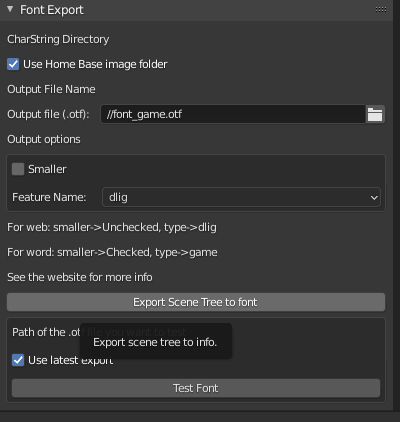 Font Export
CharString Directory
Use Home Base image folder
Output File Name
Output file (.otf): //font_game.otf
Output options
Smaller
Feature Name: dlig
For web: smaller->Unchecked, type->dlig
For word: smaller->Checked, type->game
See the website for more info
Export Scene Tree to font
Path of the .otf file you want to test
Export scene tree to info.
Use latest export
Test Font